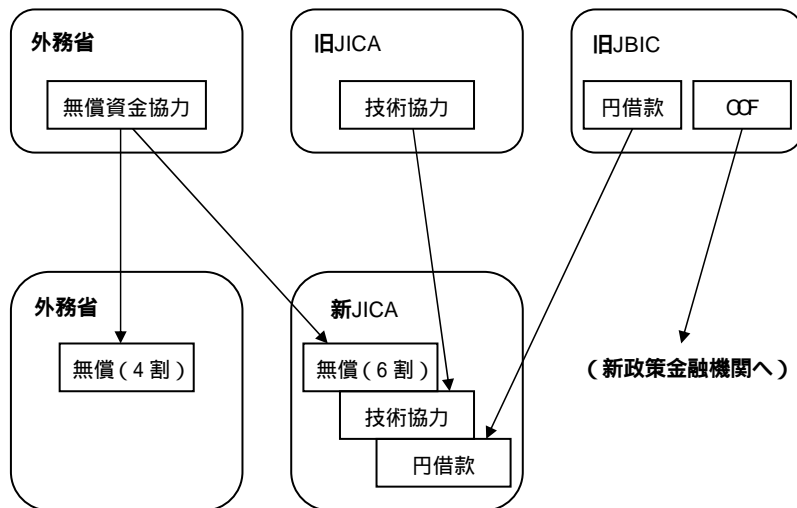 外務省
旧JICA
旧JBIC
無償資金協力
技術協力
円借款
OOF
外務省
新JICA
無償(4割)
無償(6割)
(新政策金融機関へ)
技術協力
円借款